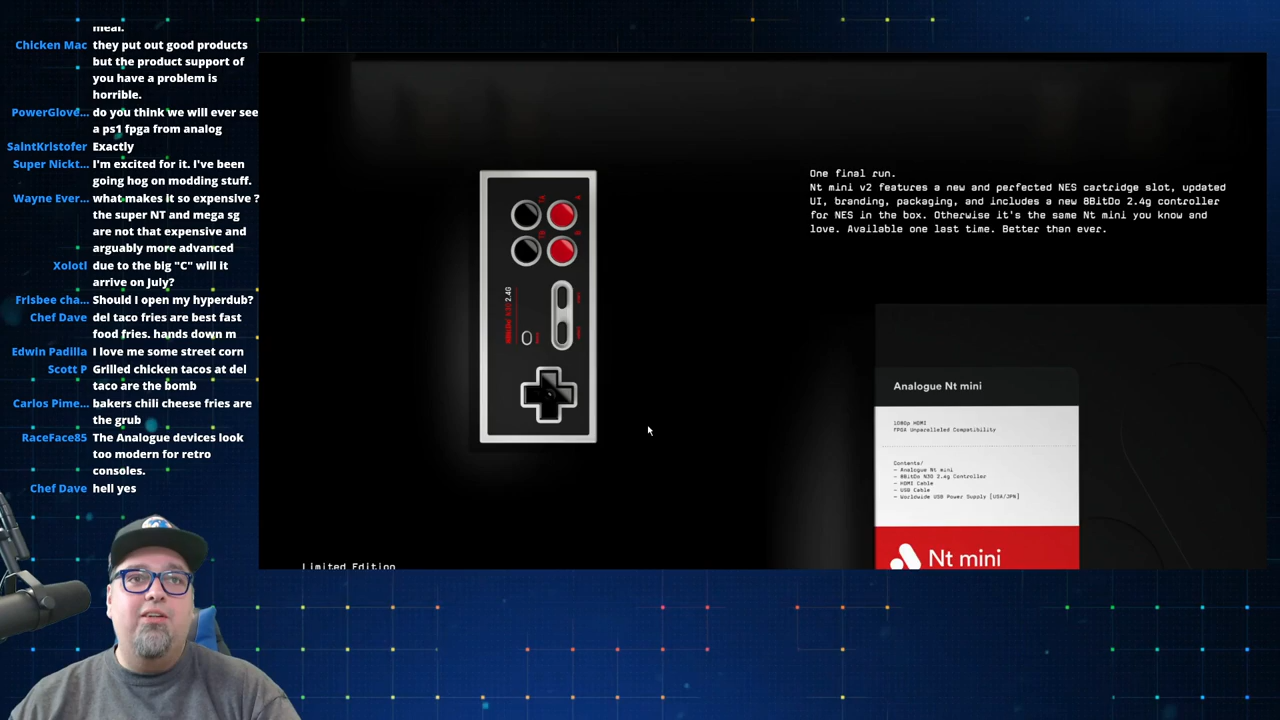 meal.
Chicken Mac they put out good products
but the product support of
you have a problem is
horrible.
PowerGlove... do you think we will ever see
a ps1 fpga from analog
SaintKristofer Exactly
Super Nickt... I'm excited for it. I've been
going hog on modding stuff.
Wayne Ever... what makes it so expensive ?
the super NT and mega sg
are not that expensive and
arguably more advanced
Xolotl due to the big "C" will it
arrive on July?
Frisbee cha... Should I open my hyperdub?
Chef Dave del taco fries are best fast
food fries. hands down m
Edwin Padilla I love me some street corn
Scott P Grilled chicken tacos at del
taco are the bomb
Carlos Pime... bakers chili cheese fries are
the grub
RaceFace85 The Analogue devices look
too modern for retro
consoles.
Chef Dave hell yes
A
B
2.4G
One final run.
Nt mini v2 features a new and perfected NES cartridge slot, updated
UI, branding, packaging, and includes a new 8BitDo 2.4g controller
for NES in the box. Otherwise it's the same Nt mini you know and
love. Available one last time. Better than ever.
Analogue Nt mini
1080p HDMI
FPGA Unparalleled Compatibility
Contents/
- Analogue Nt mini
- 8BitDo N30 2.4g Controller
- HDMI Cable
- USB Cable
- Worldwide USB Power Supply [USA/JPN]
Nt mini
Limited Edition